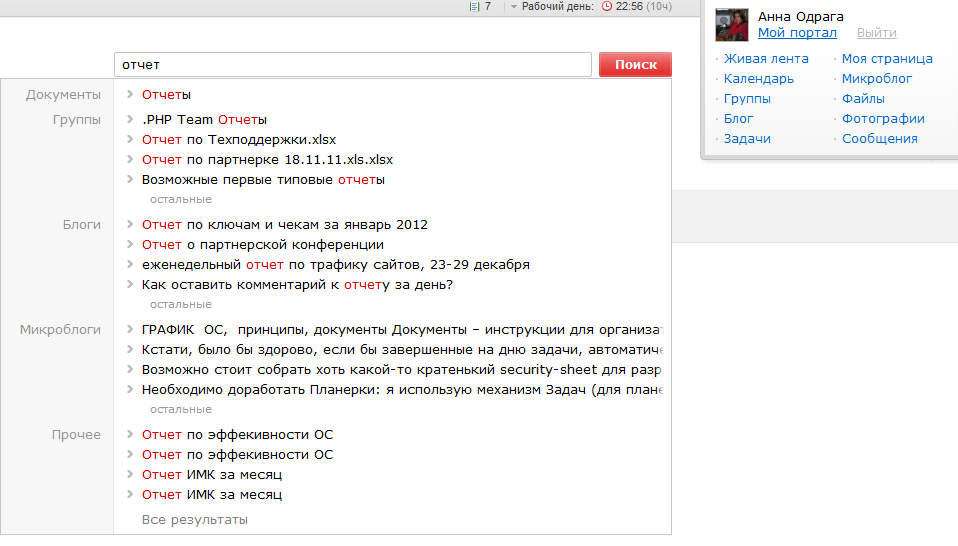 7 Рабочий день: 22:56 (10ч)
Анна Одрага
Мой портал Выйти
Живая лента Моя страница
Календарь Микроблог
Группы Файлы
Блог Фотографии
Задачи Сообщения
отчет Поиск
Документы Отчеты
Группы .PHP Team Отчеты
Отчет по Техподдержки.xlsx
Отчет по партнерке 18.11.11.xls.xlsx
Возможные первые типовые отчеты
остальные
Блоги Отчет по ключам и чекам за январь 2012
Отчет о партнерской конференции
еженедельный отчет по трафику сайтов, 23-29 декабря
Как оставить комментарий к отчету за день?
остальные
Микроблоги ГРАФИК ОС, принципы, документы Документы – инструкции для организат
Кстати, было бы здорово, если бы завершенные на дню задачи, автоматиче
Возможно стоит собрать хоть какой-то кратенький security-sheet для разра
Необходимо доработать Планерки: я использую механизм Задач (для плане
остальные
Прочее Отчет по эффекивности ОС
Отчет по эффекивности ОС
Отчет ИМК за месяц
Отчет ИМК за месяц
Все результаты